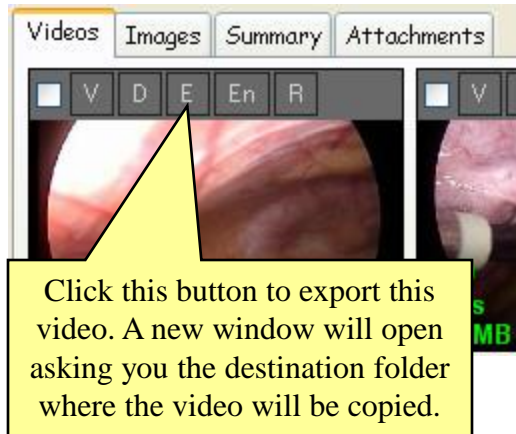 Videos Images Summary Attachments
V D E En R V
Click this button to export this
video. A new window will open
asking you the destination folder
where the video will be copied.
s
MB